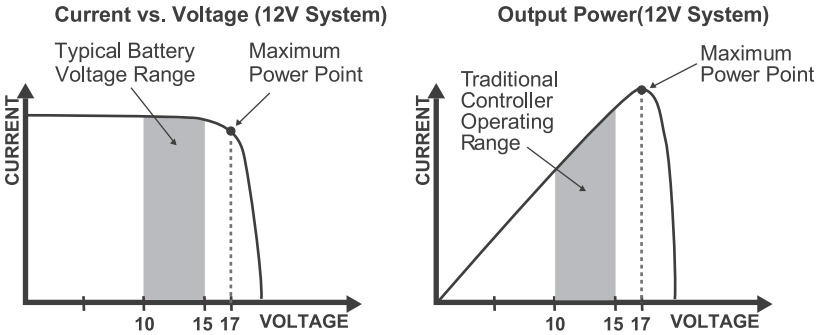 Current vs. Voltage (12V System)
Typical Battery
Voltage Range
Maximum
Power Point
CURRENT
10
15
17
VOLTAGE
Output Power(12V System)
Traditional
Controller
Operating
Range
Maximum
Power Point
CURRENT
10
15
17
VOLTAGE